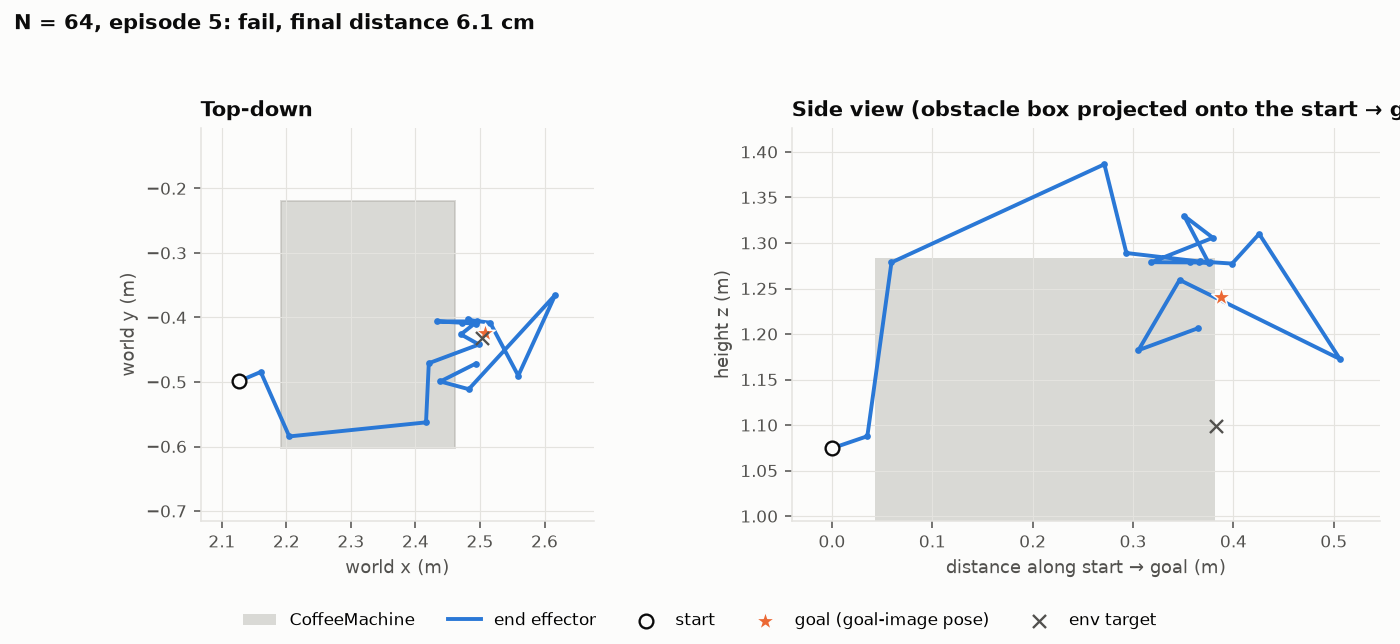 N = 64, episode 5: fail, final distance 6.1 cm
Top-down
−0.2
−0.3
−0.4
−0.5
−0.6
−0.7
world y (m)
2.1 2.2 2.3 2.4 2.5 2.6
world x (m)
Side view (obstacle box projected onto the start → g
1.40
1.35
1.30
1.25
1.20
1.15
1.10
1.05
1.00
height z (m)
0.0 0.1 0.2 0.3 0.4 0.5
distance along start → goal (m)
CoffeeMachine end effector start goal (goal-image pose) env target